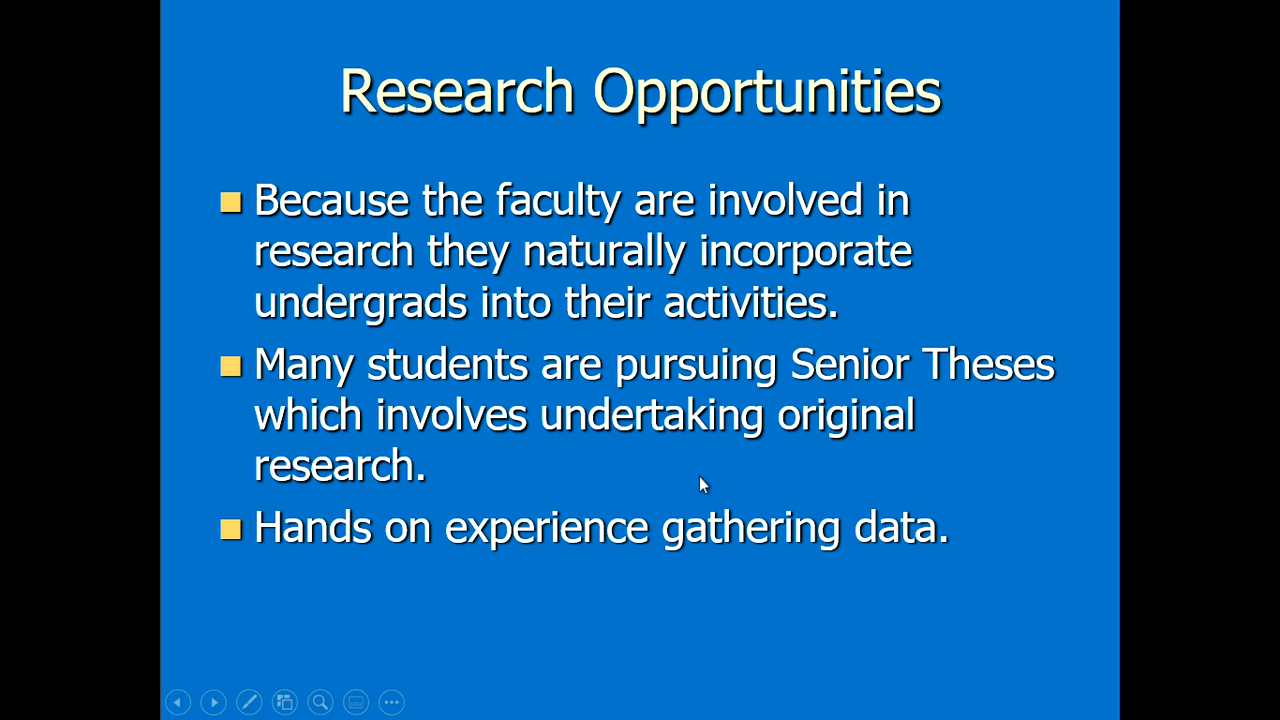 Research Opportunities
Because the faculty are involved in
research they naturally incorporate
undergrads into their activities.
Many students are pursuing Senior Theses
which involves undertaking original
research.
Hands on experience gathering data.